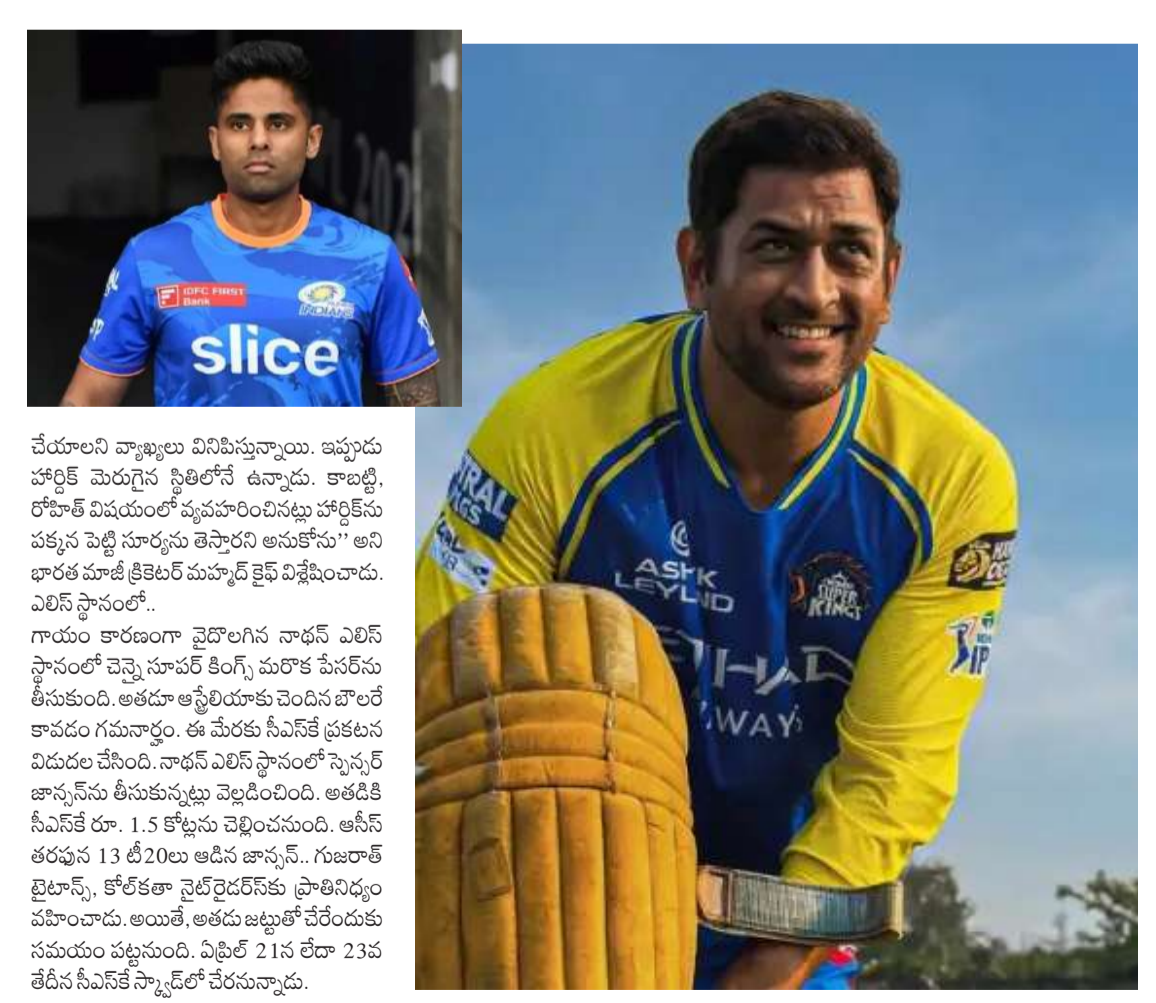 IDFC FIRST
Bank
INDIANS
slice
చేయాలని వ్యాఖ్యలు వినిపిస్తున్నాయి. ఇప్పుడు
హార్దిక్ మెరుగైన స్థితిలోనే ఉన్నాడు. కాబట్టి,
రోహిత్ విషయంలో వ్యవహరించినట్లు హార్దిక్‌ను
పక్కన పెట్టి సూర్యను తెస్తారని అనుకోను'' అని
భారత మాజీ క్రికెటర్ మహ్మద్ కైఫ్ విశ్లేషించాడు.
ఎలిస్ స్థానంలో..
గాయం కారణంగా వైదొలగిన నాథన్ ఎలిస్
స్థానంలో చెన్నై సూపర్ కింగ్స్ మరొక పేసర్‌ను
తీసుకుంది. అతడూ ఆస్ట్రేలియాకు చెందిన బౌలరే
కావడం గమనార్హం. ఈ మేరకు సీఎస్‌కే ప్రకటన
విడుదల చేసింది. నాథన్ ఎలిస్ స్థానంలో స్పెన్సర్
జాన్సన్‌ను తీసుకున్నట్లు వెల్లడించింది. అతడికి
సీఎస్‌కే రూ. 1.5 కోట్లను చెల్లించనుంది. ఆసీస్
తరఫున 13 టీ20లు ఆడిన జాన్సన్.. గుజరాత్
టైటాన్స్, కోల్‌కతా నైట్‌రైడర్స్‌కు ప్రాతినిధ్యం
వహించాడు. అయితే, అతడు జట్టుతో చేరేందుకు
సమయం పట్టనుంది. ఏప్రిల్ 21న లేదా 23వ
తేదీన సీఎస్‌కే స్క్వాడ్‌లో చేరనున్నాడు.
ASHOK
LEYLAND
SUPER
KINGS
ETIHAD
WAYS
IP